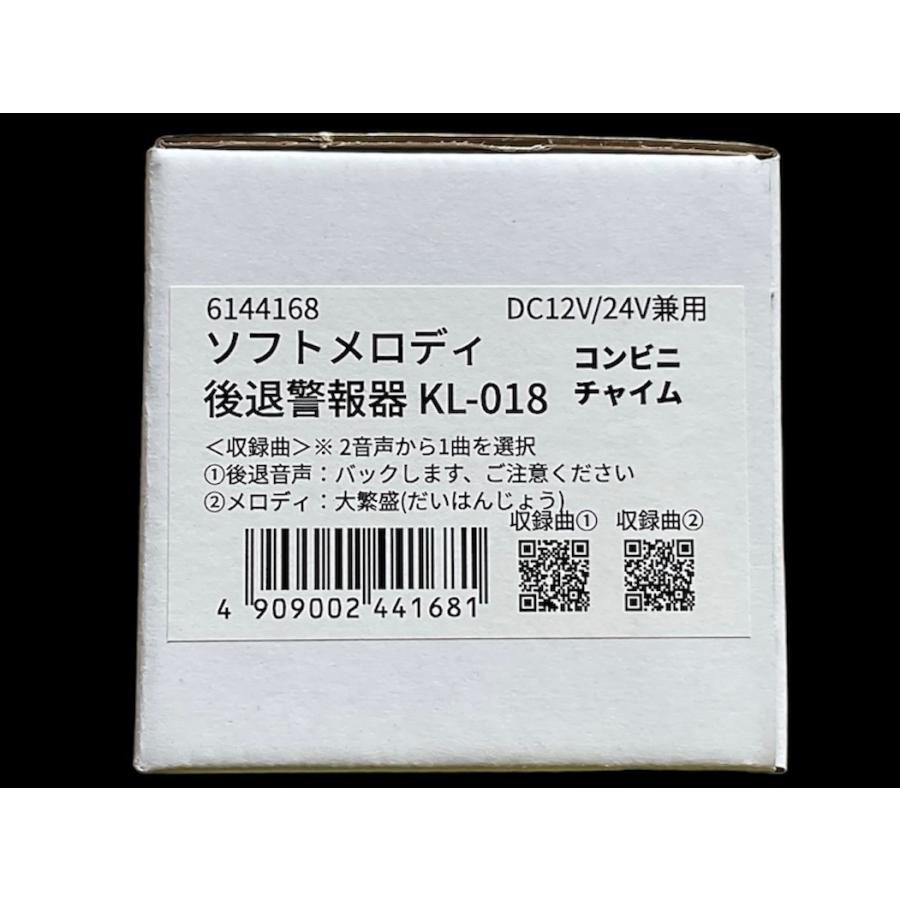 6144168 DC12V/24V兼用
ソフトメロディ コンビニ
後退警報器 KL-018 チャイム
<収録曲>※2音声から1曲を選択
①後退音声：バックします、ご注意ください
②メロディ：大繁盛(だいはんじょう)
収録曲① 収録曲②
4 909002 441681